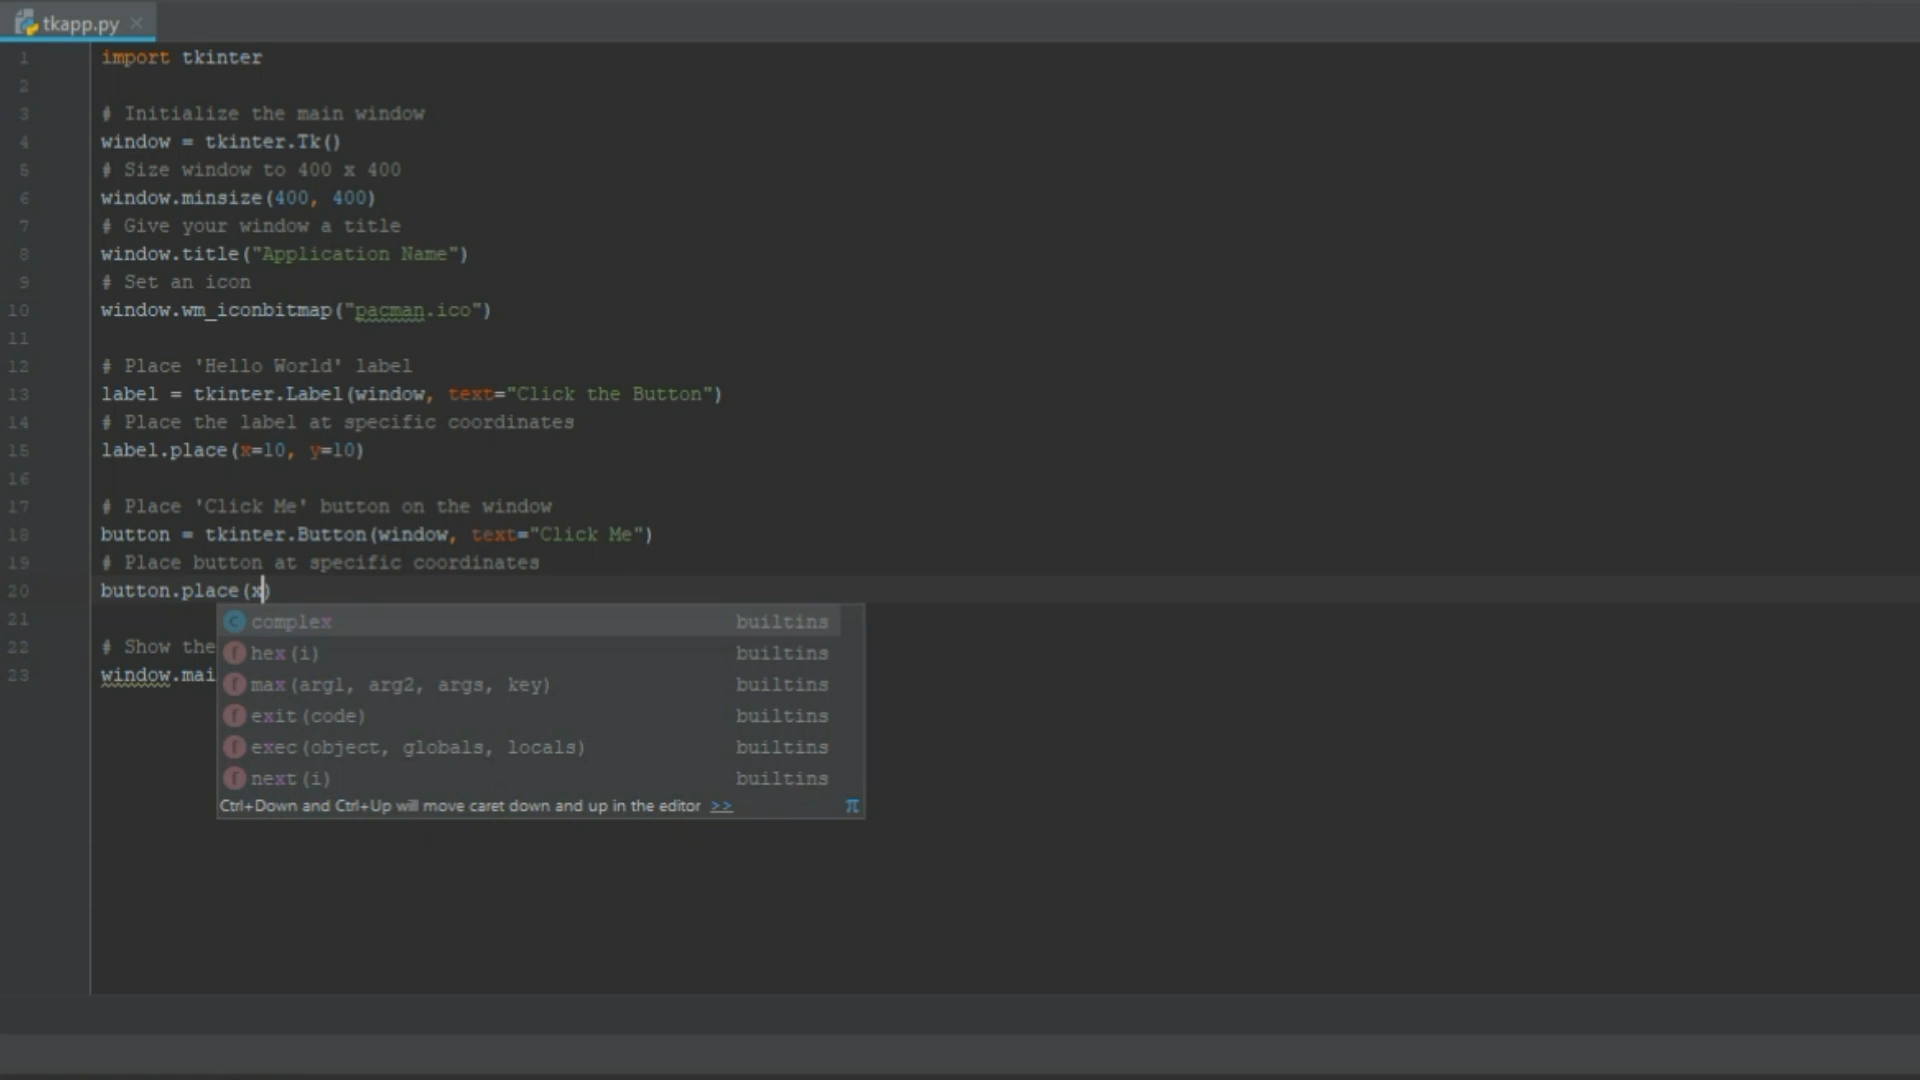 tkapp.py
1 import tkinter
2
3 # Initialize the main window
4 window = tkinter.Tk()
5 # Size window to 400 x 400
6 window.minsize(400, 400)
7 # Give your window a title
8 window.title("Application Name")
9 # Set an icon
10 window.wm_iconbitmap("pacman.ico")
11
12 # Place 'Hello World' label
13 label = tkinter.Label(window, text="Click the Button")
14 # Place the label at specific coordinates
15 label.place(x=10, y=10)
16
17 # Place 'Click Me' button on the window
18 button = tkinter.Button(window, text="Click Me")
19 # Place button at specific coordinates
20 button.place(x)
21
22 # Show the
23 window.mai
complex builtins
hex(i) builtins
max(arg1, arg2, args, key) builtins
exit(code) builtins
exec(object, globals, locals) builtins
next(i) builtins
Ctrl+Down and Ctrl+Up will move caret down and up in the editor >> π